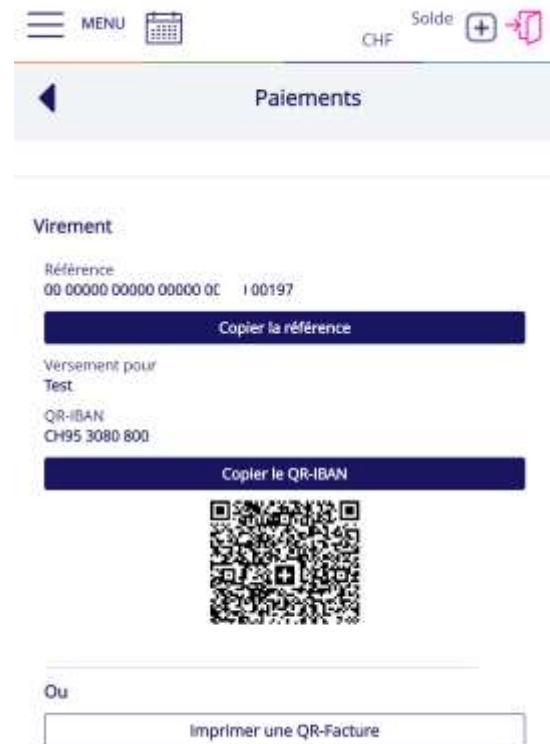 MENU
Solde
CHF
Paiements
Virement
Référence
00 00000 00000 00000 00197
Copier la référence
Versement pour
Test
QR-IBAN
CH95 3080 800
Copier le QR-IBAN
Ou
Imprimer une QR-Facture